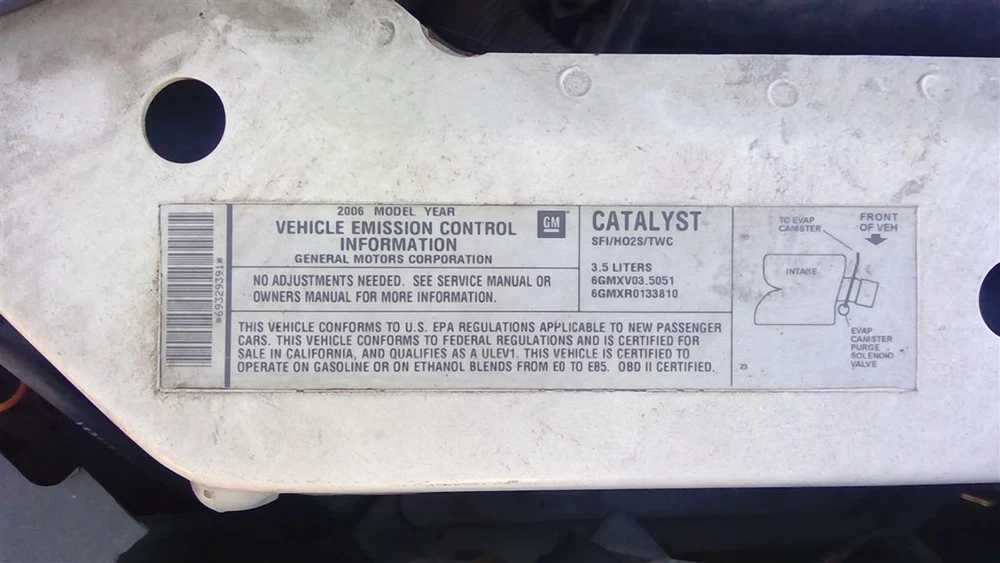 *69329391*
2006 MODEL YEAR
VEHICLE EMISSION CONTROL
INFORMATION
GENERAL MOTORS CORPORATION
GM
NO ADJUSTMENTS NEEDED. SEE SERVICE MANUAL OR
OWNERS MANUAL FOR MORE INFORMATION.
CATALYST
SFI/HO2S/TWC
3.5 LITERS
6GMXV03.5051
6GMXR0133810
THIS VEHICLE CONFORMS TO U.S. EPA REGULATIONS APPLICABLE TO NEW PASSENGER
CARS. THIS VEHICLE CONFORMS TO FEDERAL REGULATIONS AND IS CERTIFIED FOR
SALE IN CALIFORNIA, AND QUALIFIES AS A ULEV1. THIS VEHICLE IS CERTIFIED TO
OPERATE ON GASOLINE OR ON ETHANOL BLENDS FROM E0 TO E85. OBD II CERTIFIED.
TO EVAP
CANISTER
FRONT
OF VEH
INTAKE
EVAP
CANISTER
PURGE
SOLENOID
VALVE
23